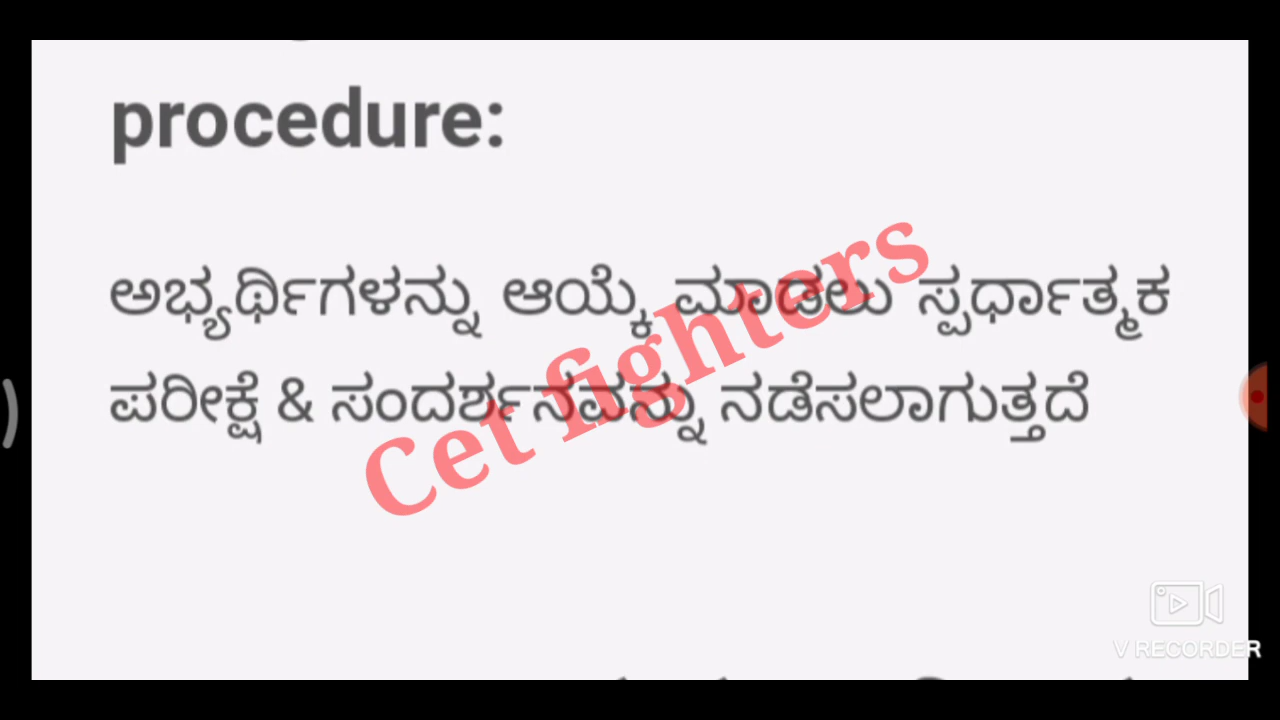 procedure:
ಅಭ್ಯರ್ಥಿಗಳನ್ನು ಆಯ್ಕೆ ಮಾಡಲು ಸ್ಪರ್ಧಾತ್ಮಕ
ಪರೀಕ್ಷೆ & ಸಂದರ್ಶನವನ್ನು ನಡೆಸಲಾಗುತ್ತದೆ
Cet fighters
V RECORDER